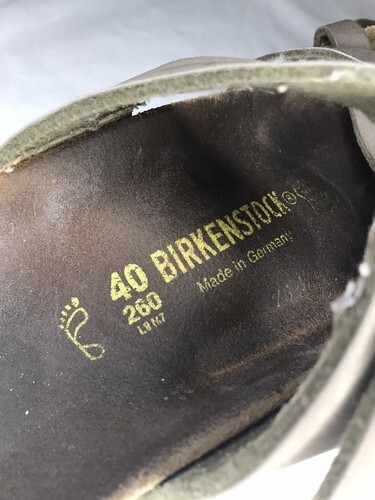 40 BIRKENSTOCK®
260 Made in Germany
L9 M7